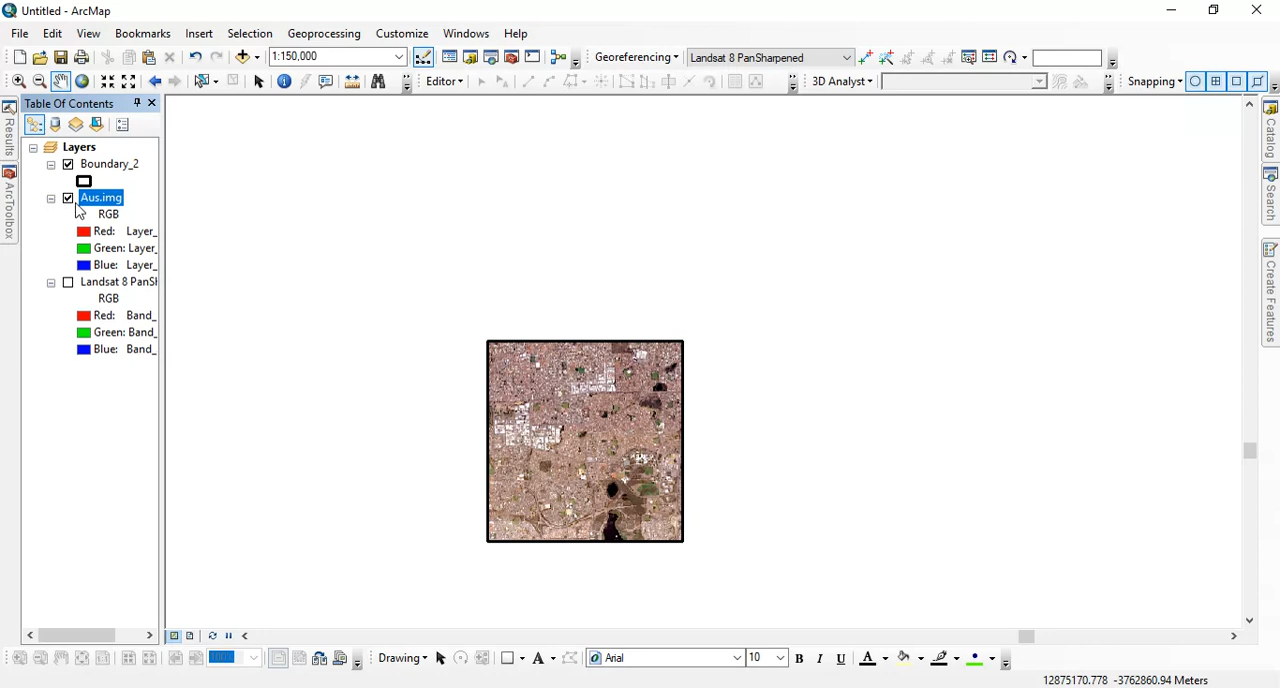 Untitled - ArcMap
File Edit View Bookmarks Insert Selection Geoprocessing Customize Windows Help
1:150,000 Georeferencing Landsat 8 PanSharpened
Editor 3D Analyst Snapping
Table Of Contents
Results
ArcToolbox
Layers
Boundary_2
Aus.img
RGB
Red: Layer_
Green: Layer_
Blue: Layer_
Landsat 8 PanSh
RGB
Red: Band_
Green: Band_
Blue: Band_
Catalog
Search
Create Features
100% Drawing A Arial 10 B I U A
12875170.778 -3762860.94 Meters